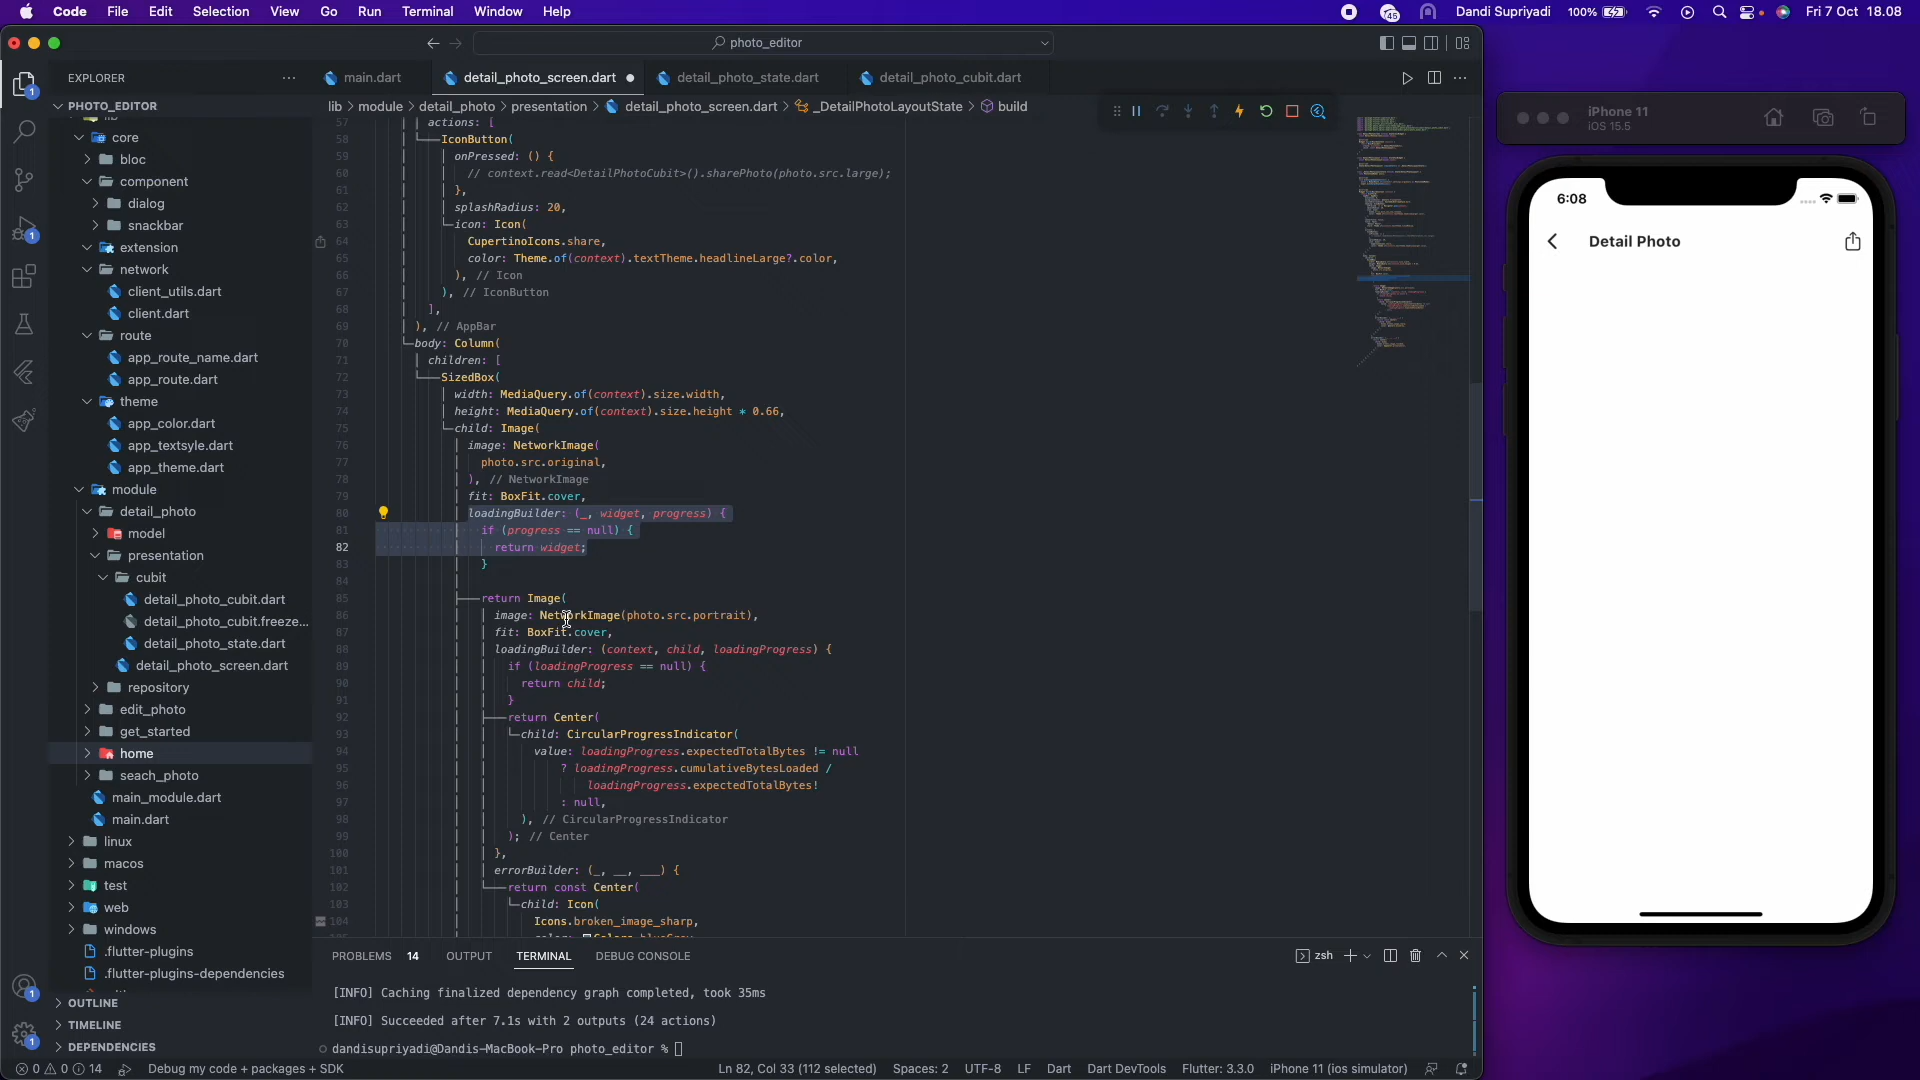 Code File Edit Selection View Go Run Terminal Window Help
45 Dandi Supriyadi 100% Fri 7 Oct 18.08
photo_editor
EXPLORER
main.dart detail_photo_screen.dart detail_photo_state.dart detail_photo_cubit.dart
PHOTO_EDITOR
lib > module > detail_photo > presentation > detail_photo_screen.dart > _DetailPhotoLayoutState > build
lib
core
bloc
component
dialog
snackbar
extension
network
client_utils.dart
client.dart
route
app_route_name.dart
app_route.dart
theme
app_color.dart
app_textsyle.dart
app_theme.dart
module
detail_photo
model
presentation
cubit
detail_photo_cubit.dart
detail_photo_cubit.freeze...
detail_photo_state.dart
detail_photo_screen.dart
repository
edit_photo
get_started
home
seach_photo
main_module.dart
main.dart
linux
macos
test
web
windows
.flutter-plugins
.flutter-plugins-dependencies
OUTLINE
TIMELINE
DEPENDENCIES
57 actions: [
58 IconButton(
59 onPressed: () {
60 // context.read<DetailPhotoCubit>().sharePhoto(photo.src.large);
61 },
62 splashRadius: 20,
63 icon: Icon(
64 CupertinoIcons.share,
65 color: Theme.of(context).textTheme.headlineLarge?.color,
66 ), // Icon
67 ), // IconButton
68 ],
69 ), // AppBar
70 body: Column(
71 children: [
72 SizedBox(
73 width: MediaQuery.of(context).size.width,
74 height: MediaQuery.of(context).size.height * 0.66,
75 child: Image(
76 image: NetworkImage(
77 photo.src.original,
78 ), // NetworkImage
79 fit: BoxFit.cover,
80 loadingBuilder: (_, widget, progress) {
81 if (progress == null) {
82 return widget;
83 }
84
85 return Image(
86 image: NetworkImage(photo.src.portrait),
87 fit: BoxFit.cover,
88 loadingBuilder: (context, child, loadingProgress) {
89 if (loadingProgress == null) {
90 return child;
91 }
92 return Center(
93 child: CircularProgressIndicator(
94 value: loadingProgress.expectedTotalBytes != null
95 ? loadingProgress.cumulativeBytesLoaded /
96 loadingProgress.expectedTotalBytes!
97 : null,
98 ), // CircularProgressIndicator
99 ); // Center
100 },
101 errorBuilder: (_, __, ___) {
102 return const Center(
103 child: Icon(
104 Icons.broken_image_sharp,
PROBLEMS 14 OUTPUT TERMINAL DEBUG CONSOLE
zsh
[INFO] Caching finalized dependency graph completed, took 35ms
[INFO] Succeeded after 7.1s with 2 outputs (24 actions)
dandisupriyadi@Dandis-MacBook-Pro photo_editor %
0 0 14 Debug my code + packages + SDK
Ln 82, Col 33 (112 selected) Spaces: 2 UTF-8 LF Dart Dart DevTools Flutter: 3.3.0 iPhone 11 (ios simulator)
iPhone 11
iOS 15.5
6:08
Detail Photo